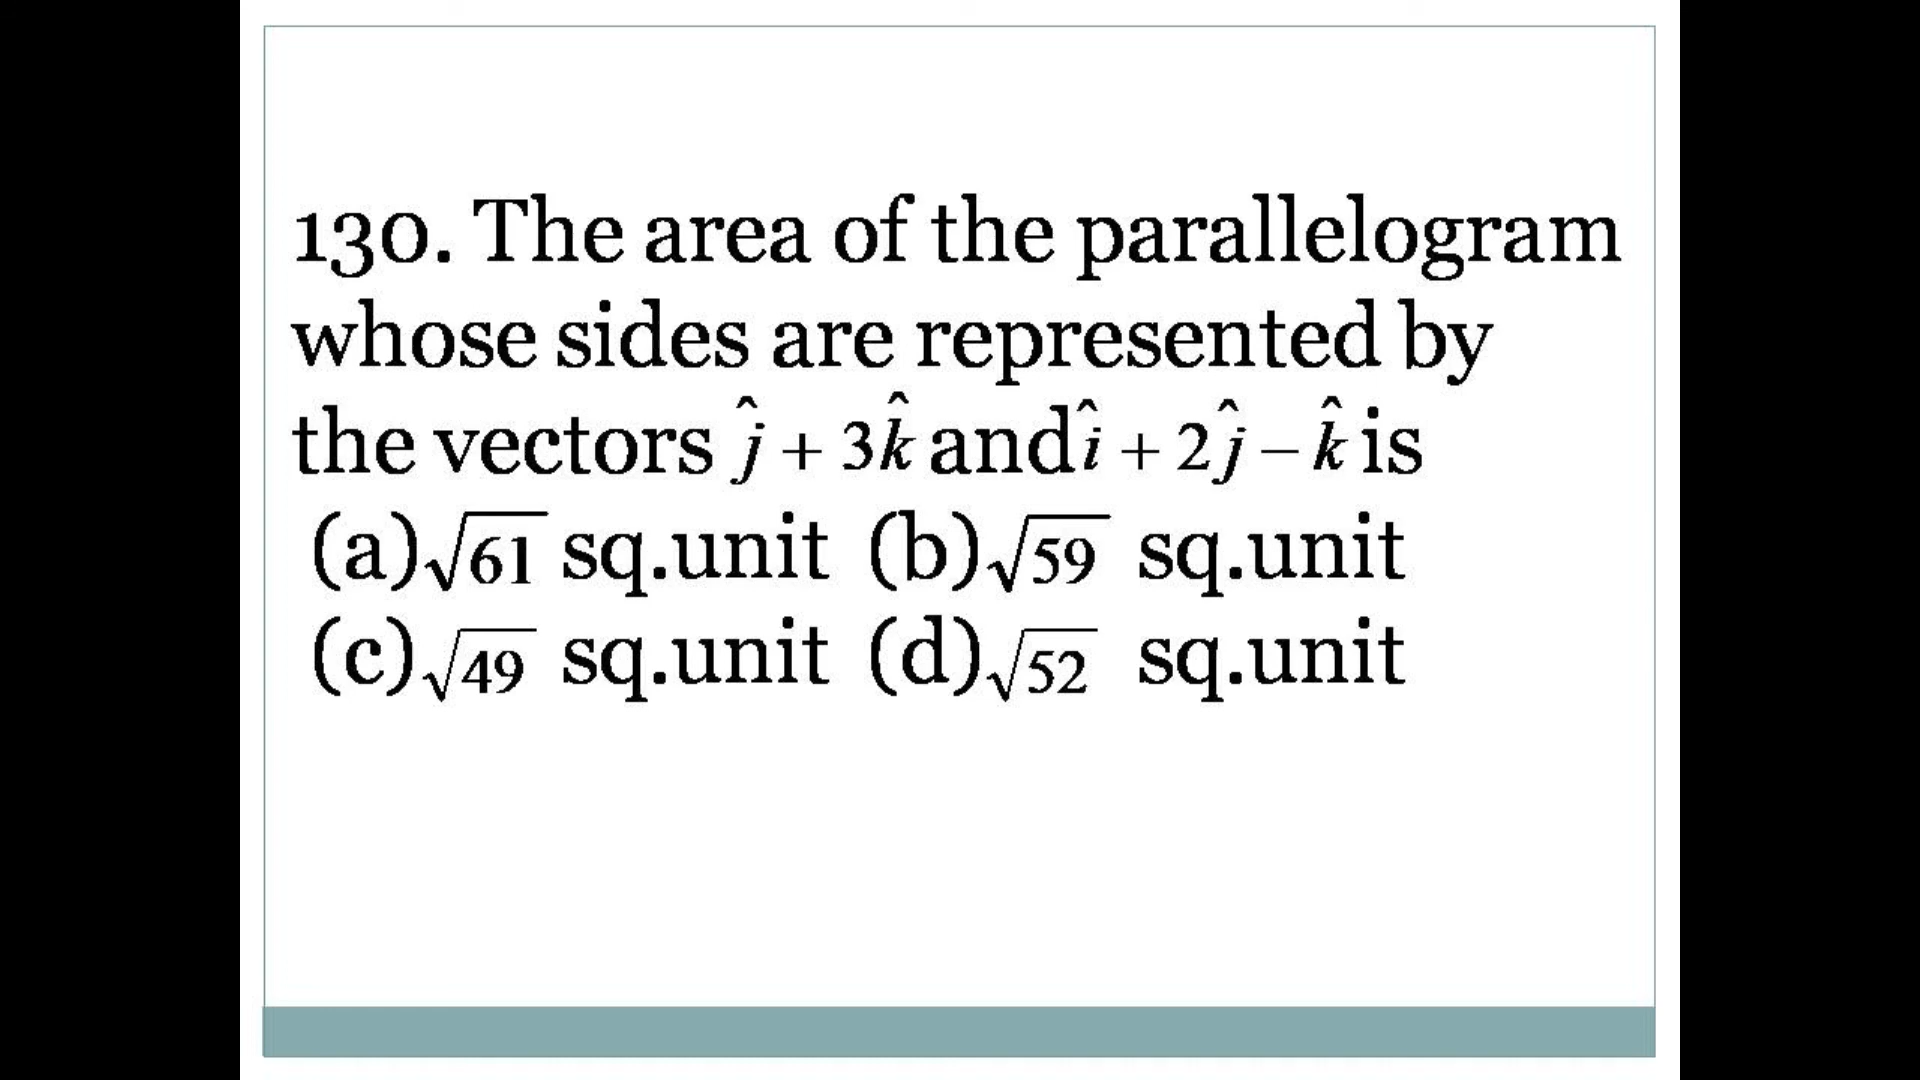 130. The area of the parallelogram
whose sides are represented by
the vectors ĵ + 3k̂ and î + 2ĵ − k̂ is
(a)√61 sq.unit (b)√59 sq.unit
(c)√49 sq.unit (d)√52 sq.unit